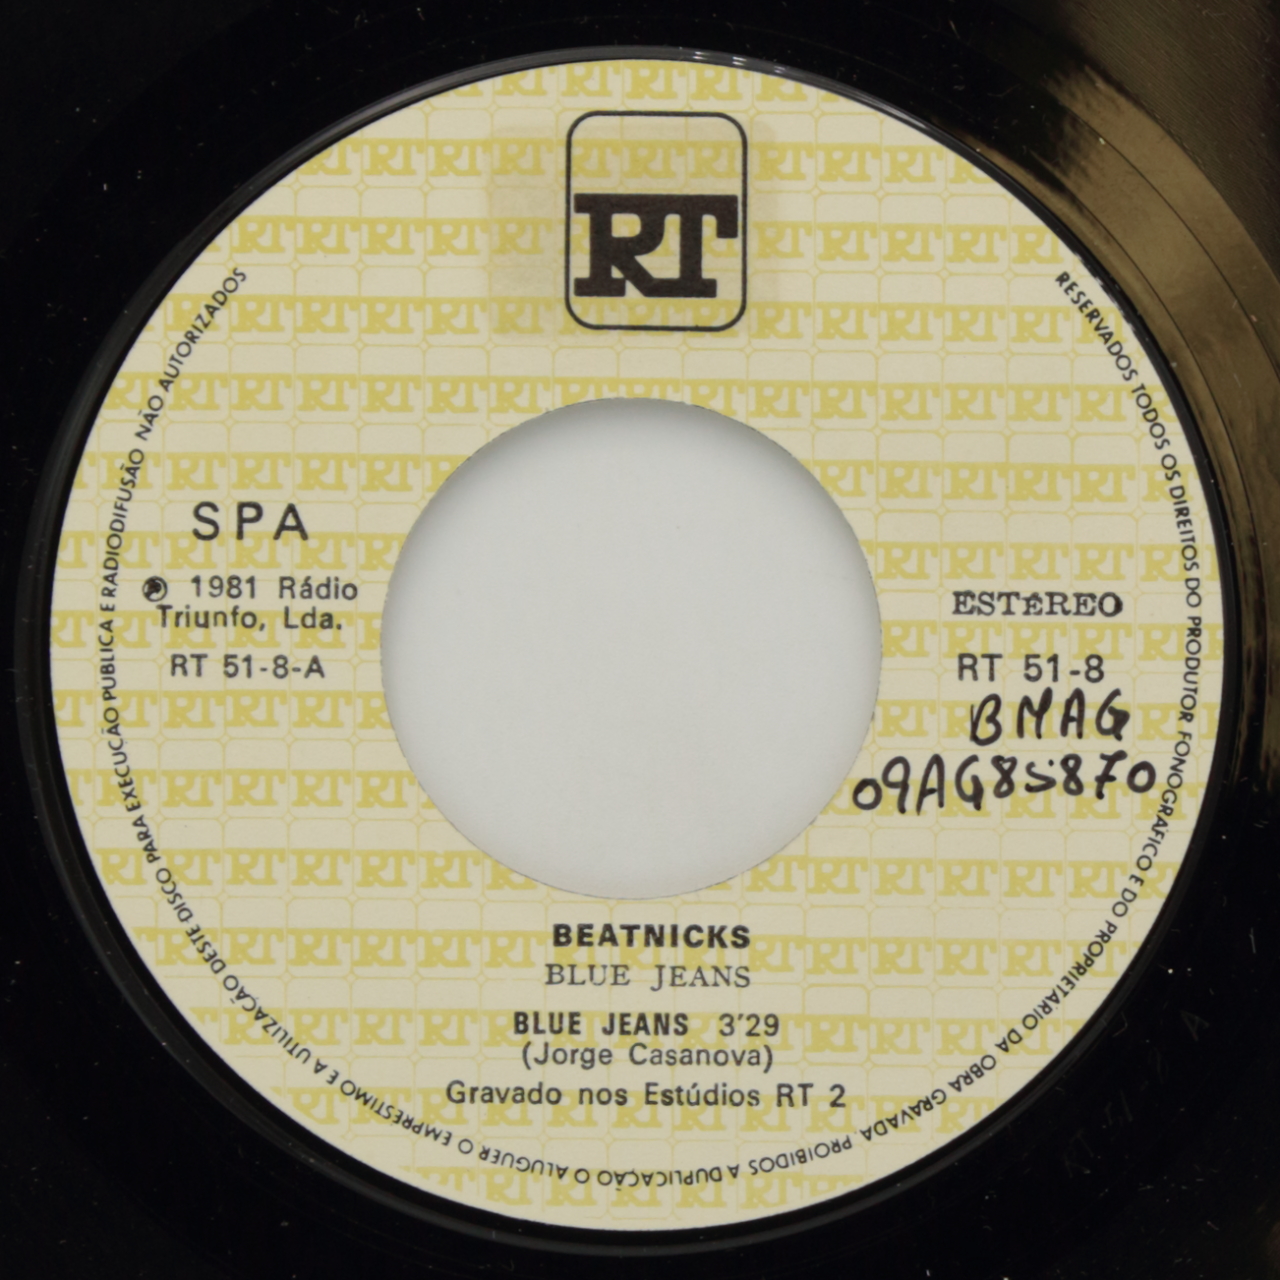 RT
SPA
℗ 1981 Rádio
Triunfo, Lda.
RT 51-8-A
ESTÉREO
RT 51-8
BMAG
09AG85870
BEATNICKS
BLUE JEANS
BLUE JEANS 3'29
(Jorge Casanova)
Gravado nos Estúdios RT 2
RESERVADOS TODOS OS DIREITOS DO PRODUTOR FONOGRÁFICO E DO PROPRIETÁRIO DA OBRA GRAVADA PROIBIDOS A DUPLICAÇÃO O ALUGUER O EMPRÉSTIMO E A UTILIZAÇÃO DESTE DISCO PARA EXECUÇÃO PUBLICA E RADIODIFUSÃO NÃO AUTORIZADOS